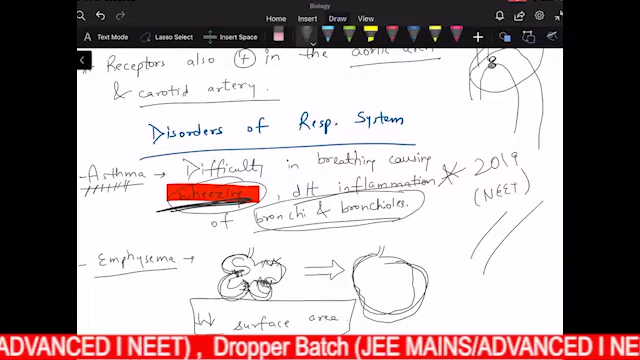 Biology
Home Insert Draw View
Text Mode Lasso Select Insert Space
Receptors also + in the aortic arch
& carotid artery.
Disorders of Resp. System
- Asthma → Difficulty in breathing causing
wheezing, dH inflammation * 2019
(NEET)
of bronchi & bronchioles.
- Emphysema →
↓ surface area
ADVANCED I NEET) , Dropper Batch (JEE MAINS/ADVANCED I NE